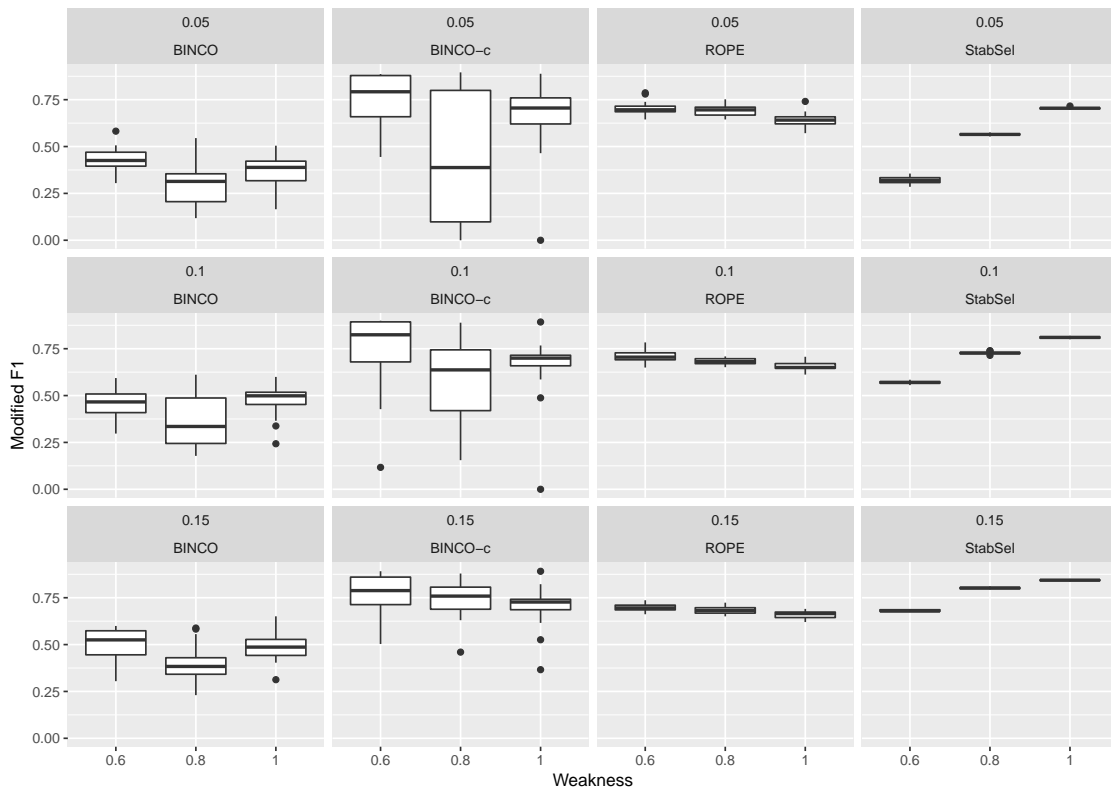 0.05 0.05 0.05 0.05
BINCO BINCO−c ROPE StabSel
0.75
0.50
0.25
0.00
0.1 0.1 0.1 0.1
BINCO BINCO−c ROPE StabSel
0.75
0.50
0.25
0.00
Modified F1
0.15 0.15 0.15 0.15
BINCO BINCO−c ROPE StabSel
0.75
0.50
0.25
0.00
0.6 0.8 1 0.6 0.8 1 0.6 0.8 1 0.6 0.8 1
Weakness